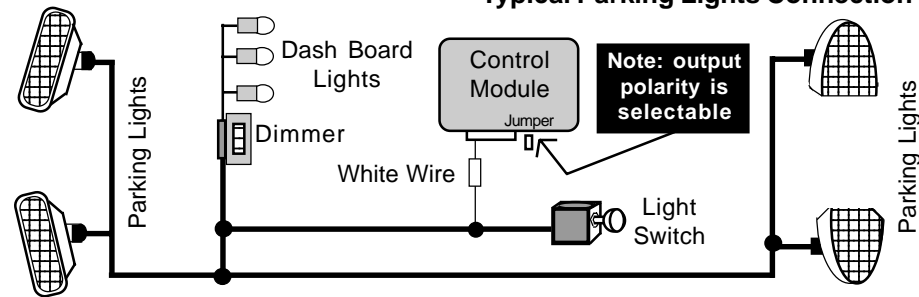 Typical Parking Lights Connection
Dash Board
Lights
Control
Module
Jumper
Note: output
polarity is
selectable
Parking Lights
Dimmer
White Wire
Light
Switch
Parking Lights